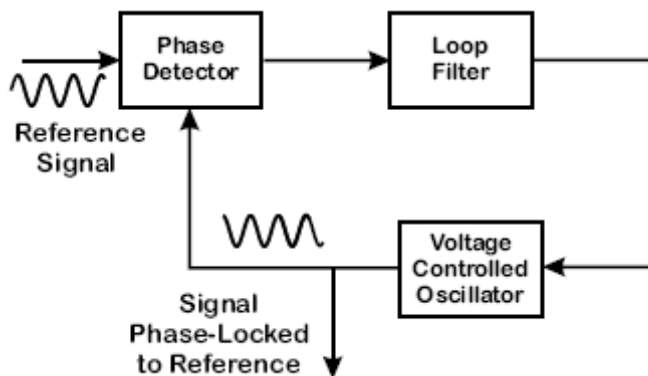 Phase
Detector
Loop
Filter
Reference
Signal
Voltage
Controlled
Oscillator
Signal
Phase-Locked
to Reference